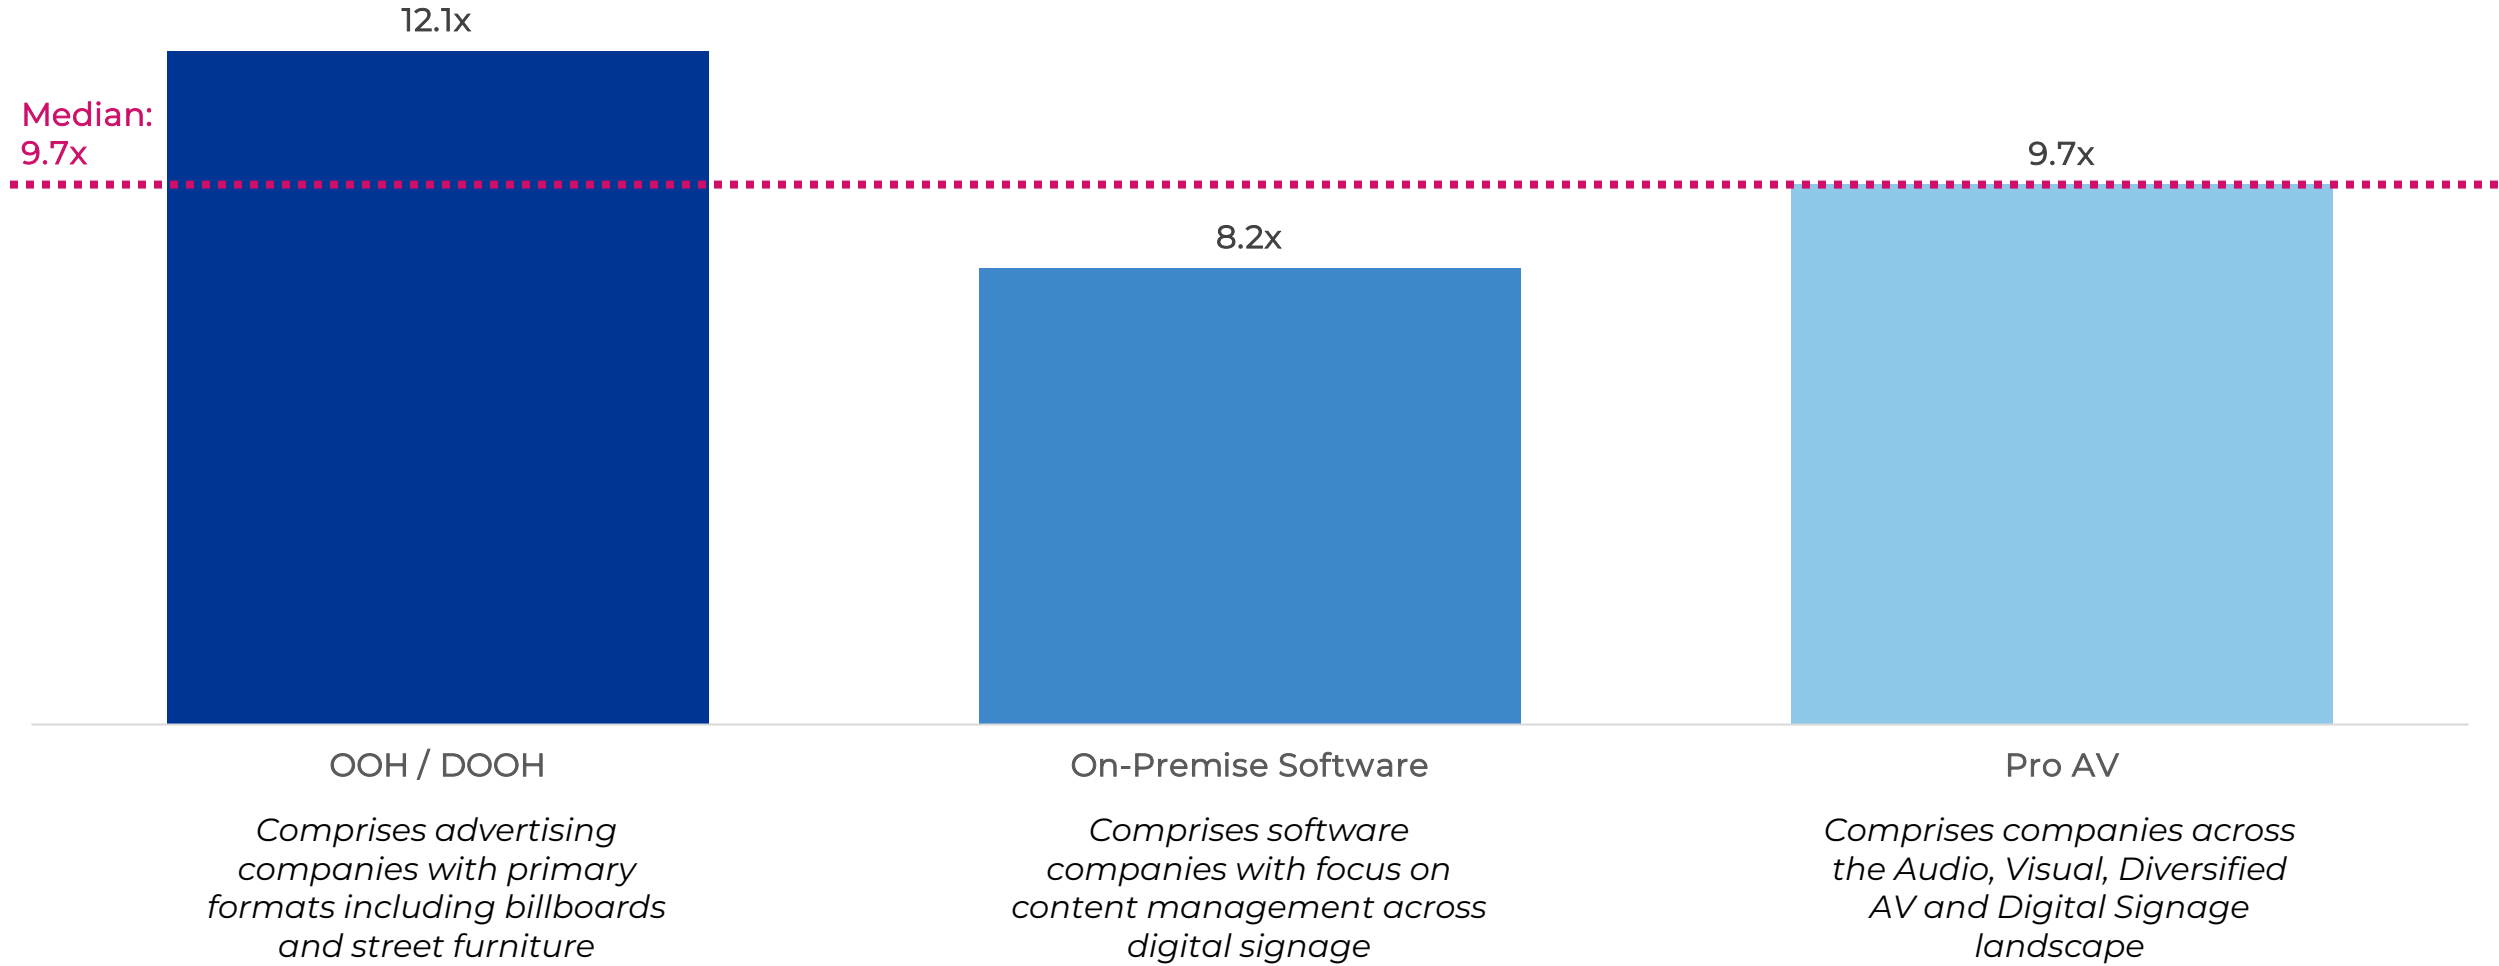 12.1x
Median:
9.7x
9.7x
8.2x
OOH / DOOH
On-Premise Software
Pro AV
Comprises advertising
companies with primary
formats including billboards
and street furniture
Comprises software
companies with focus on
content management across
digital signage
Comprises companies across
the Audio, Visual, Diversified
AV and Digital Signage
landscape